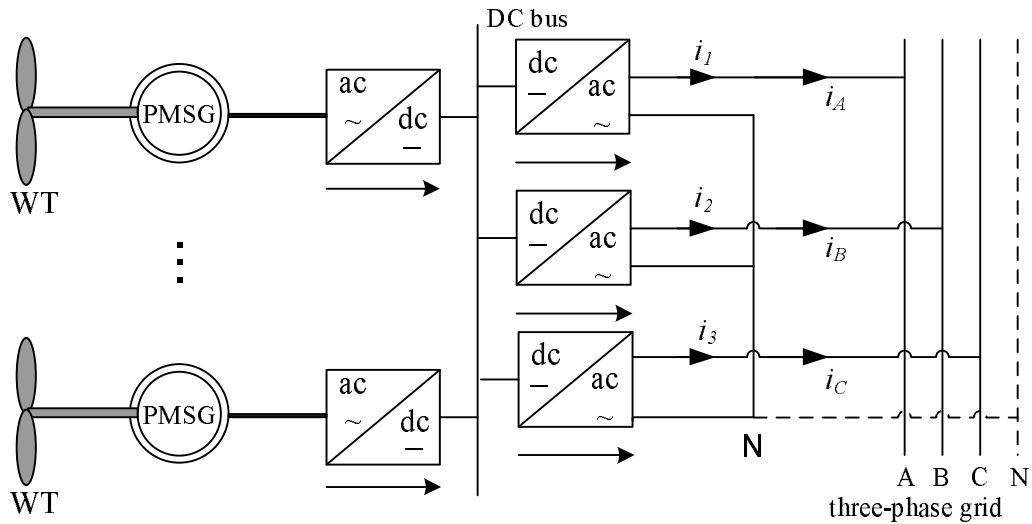 DC bus
dc
ac
~
i1
iA
PMSG
ac
~
dc
WT
dc
ac
~
i2
iB
dc
ac
~
i3
iC
PMSG
ac
~
dc
WT
N
A B C N
three-phase grid